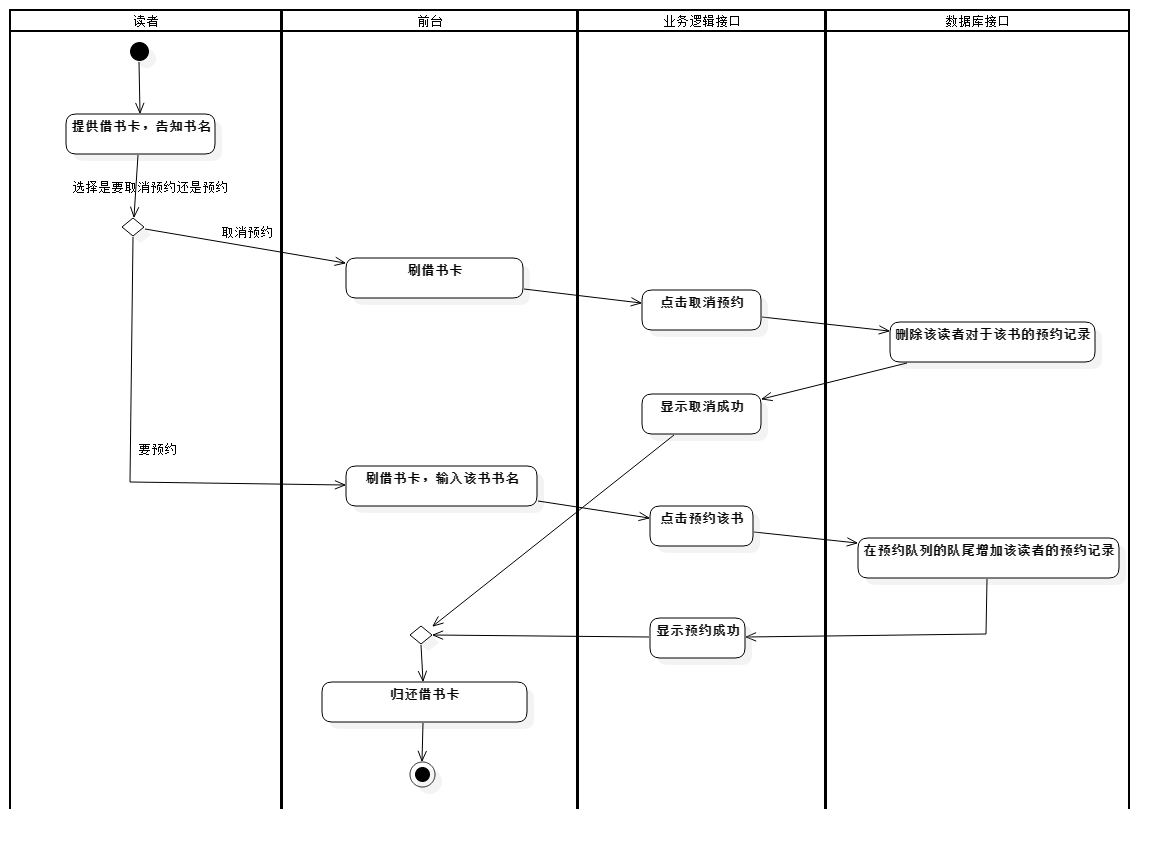 读者
前台
业务逻辑接口
数据库接口
提供借书卡，告知书名
选择是要取消预约还是预约
取消预约
刷借书卡
点击取消预约
删除该读者对于该书的预约记录
显示取消成功
要预约
刷借书卡，输入该书书名
点击预约该书
在预约队列的队尾增加该读者的预约记录
显示预约成功
归还借书卡